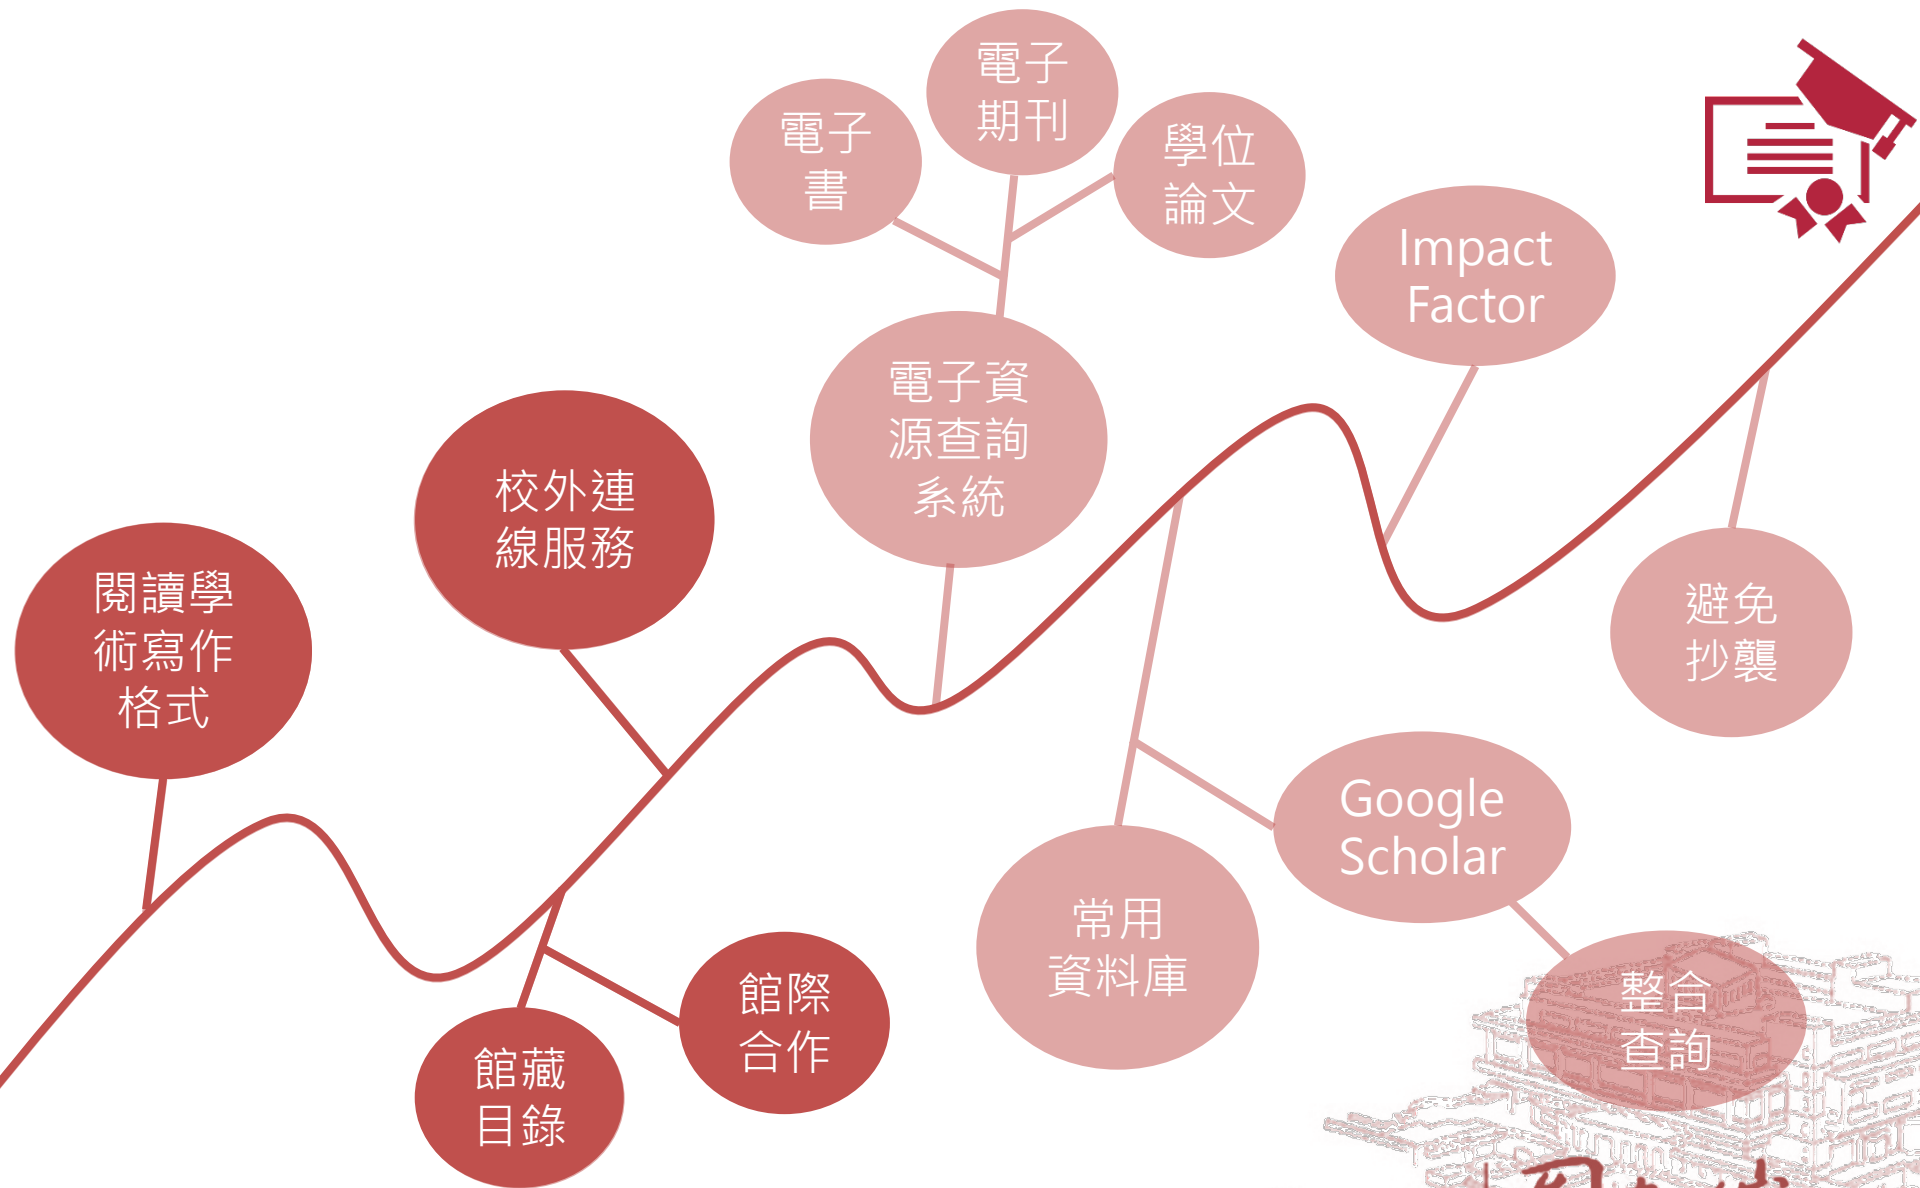 電子
期刊
電子
書
學位
論文
Impact
Factor
電子資
源查詢
系統
校外連
線服務
閱讀學
術寫作
格式
避免
抄襲
Google
Scholar
常用
資料庫
館際
合作
整合
查詢
館藏
目錄